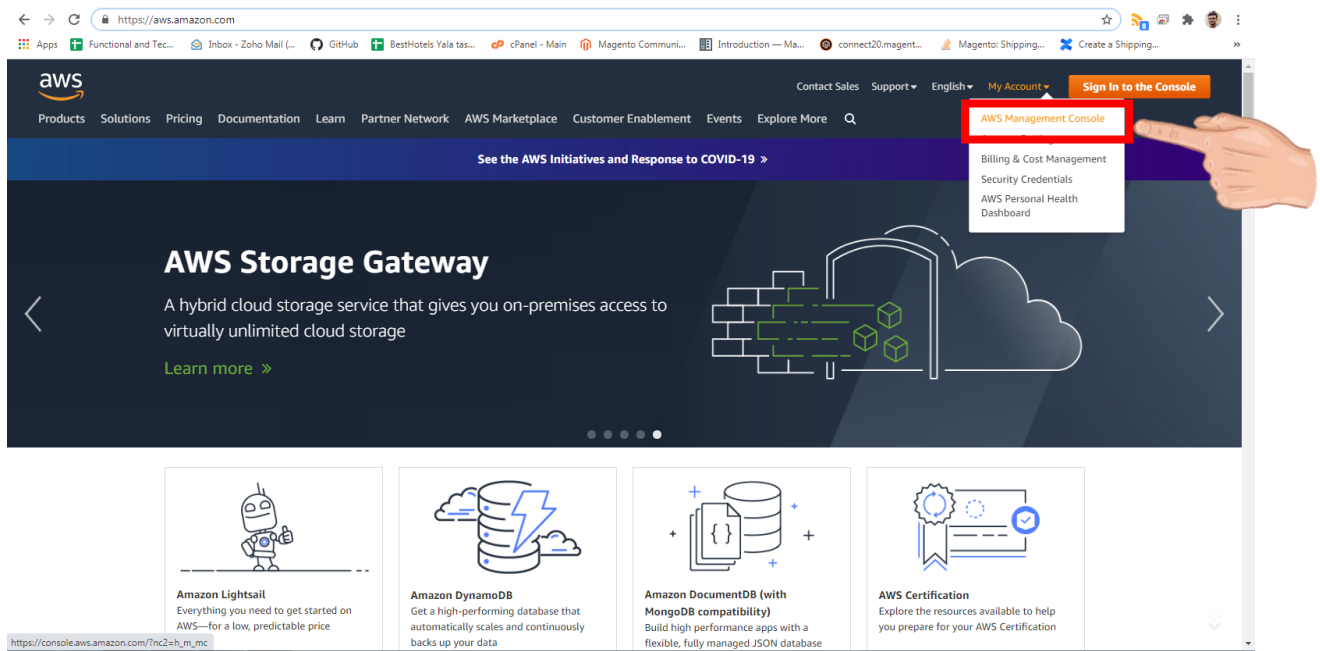 https://aws.amazon.com
Apps Functional and Tec... Inbox - Zoho Mail (... GitHub BestHotels Yala tas... cPanel - Main Magento Communi... Introduction — Ma... connect20.magent... Magento: Shipping... Create a Shipping... »
aws
Contact Sales Support English My Account Sign In to the Console
Products Solutions Pricing Documentation Learn Partner Network AWS Marketplace Customer Enablement Events Explore More
AWS Management Console
Billing & Cost Management
Security Credentials
AWS Personal Health
Dashboard
See the AWS Initiatives and Response to COVID-19 »
AWS Storage Gateway
A hybrid cloud storage service that gives you on-premises access to
virtually unlimited cloud storage
Learn more »
{ }
Amazon Lightsail
Everything you need to get started on
AWS—for a low, predictable price
Amazon DynamoDB
Get a high-performing database that
automatically scales and continuously
backs up your data
Amazon DocumentDB (with
MongoDB compatibility)
Build high performance apps with a
flexible, fully managed JSON database
AWS Certification
Explore the resources available to help
you prepare for your AWS Certification
https://console.aws.amazon.com/?nc2=h_m_mc